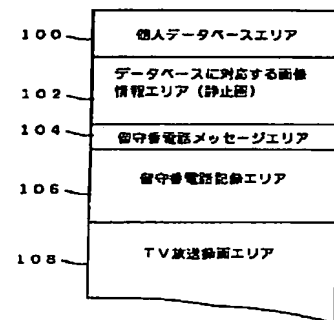 100
個人データベースエリア
102
データベースに対応する画像
情報エリア（静止画）
104
留守番電話メッセージエリア
106
留守番電話記録エリア
108
TV放送録画エリア